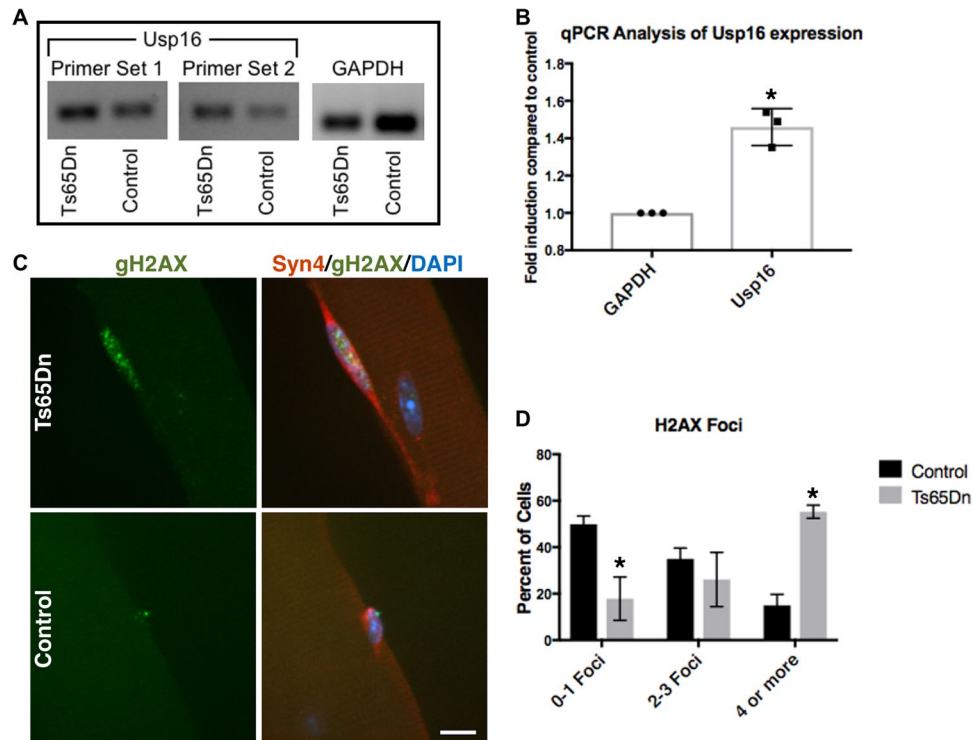 A
Usp16
Primer Set 1 Primer Set 2 GAPDH
Ts65Dn Control Ts65Dn Control Ts65Dn Control
B
qPCR Analysis of Usp16 expression
Fold induction compared to control
1.8
1.6
1.4
1.2
1.0
0.8
*
GAPDH Usp16
C
gH2AX Syn4/gH2AX/DAPI
Ts65Dn
Control
D
H2AX Foci
Percent of Cells
80
60
40
20
0
* *
0-1 Foci 2-3 Foci 4 or more
Control
Ts65Dn